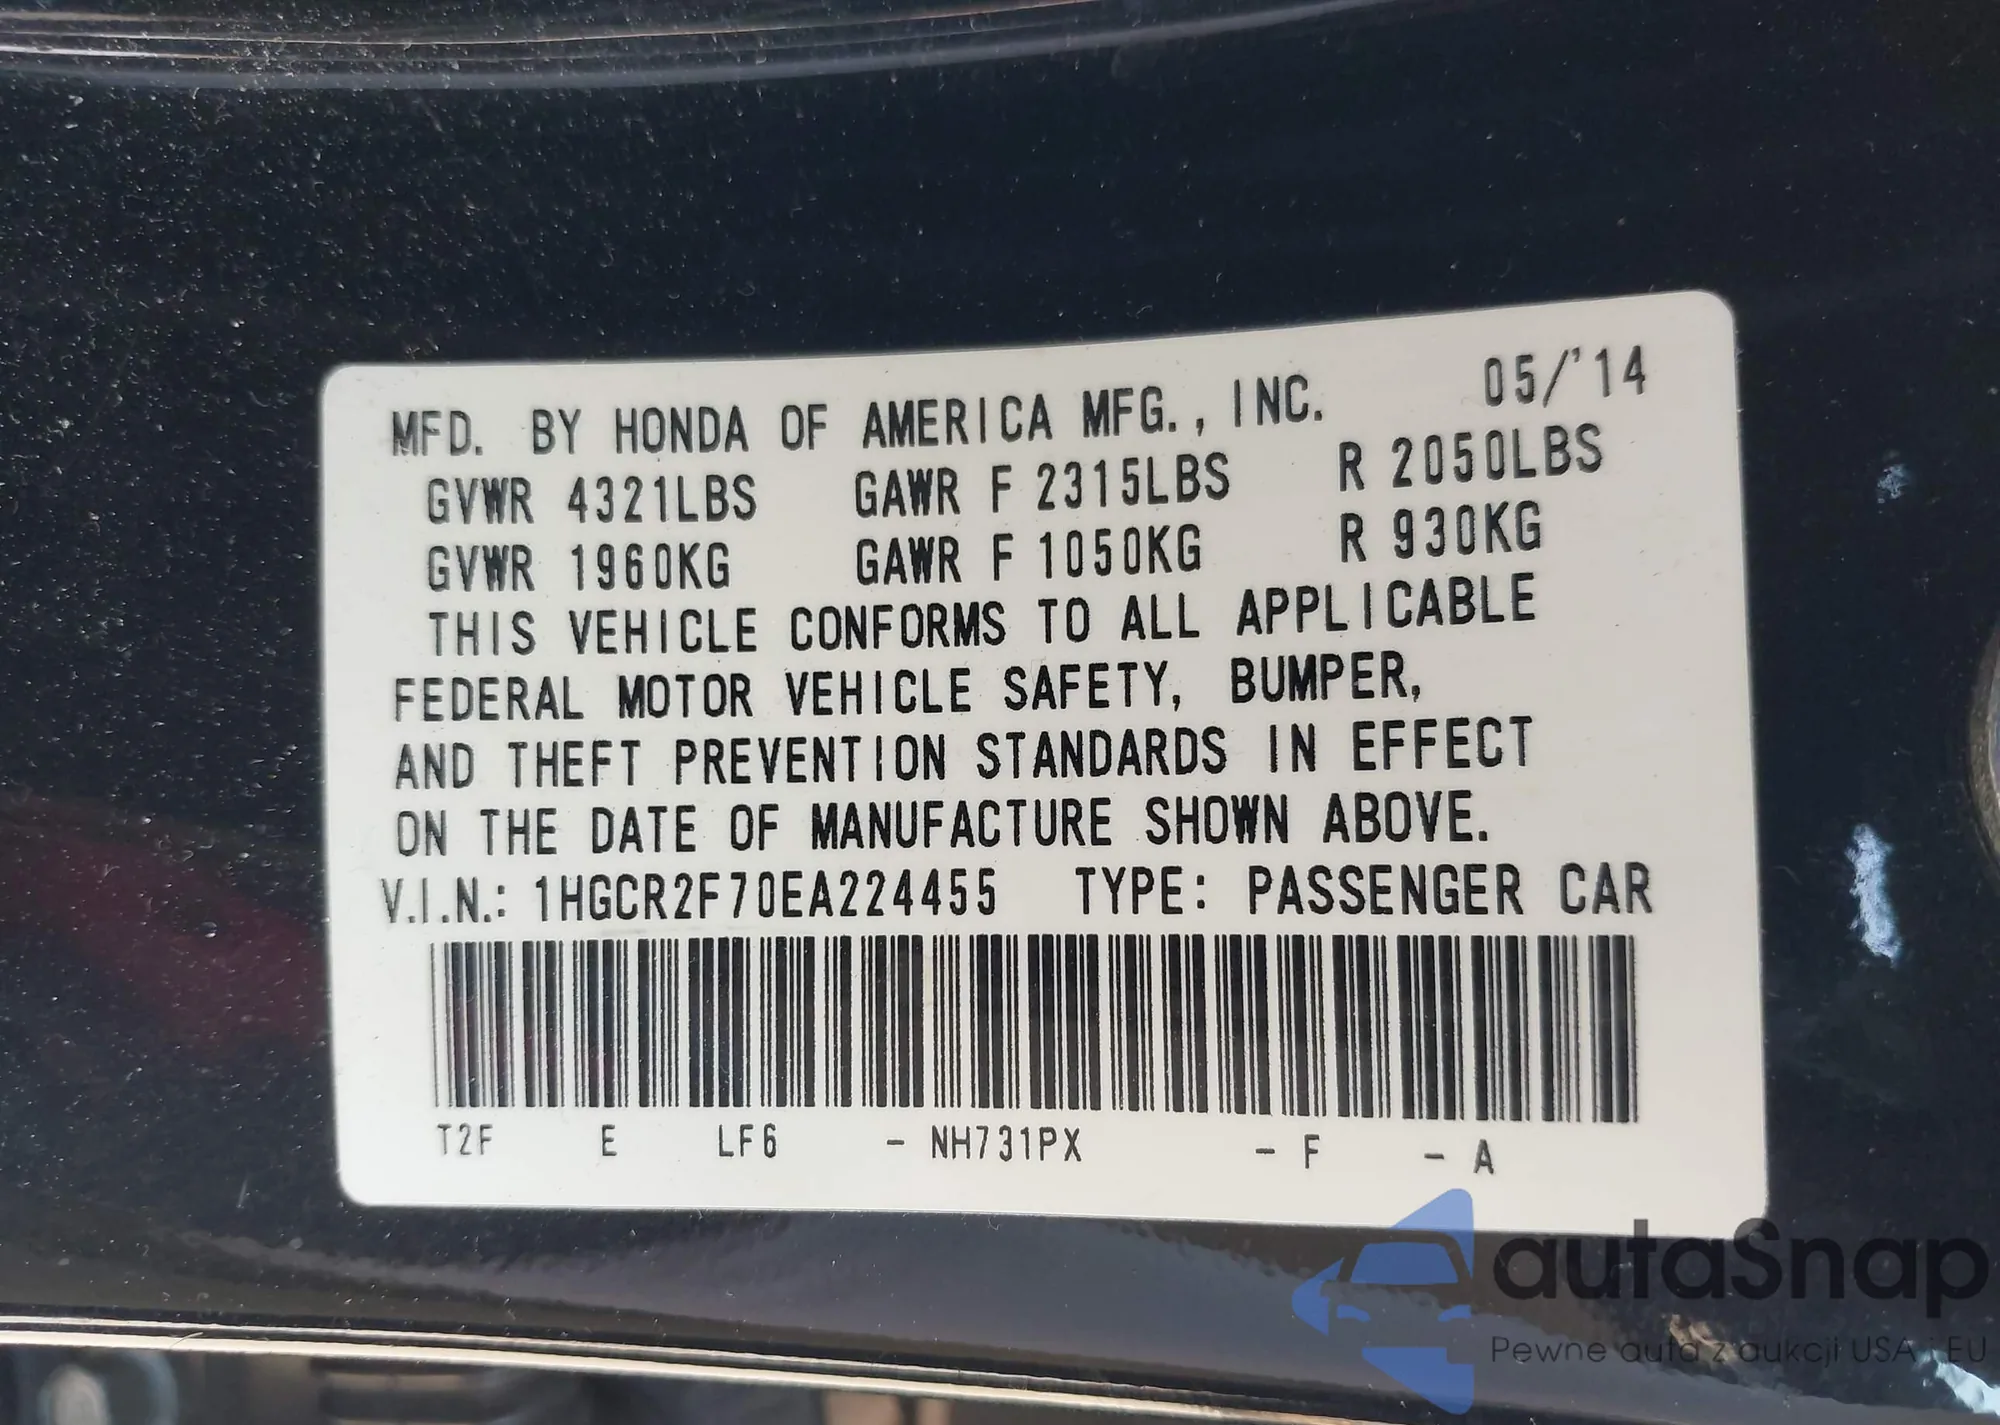 MFD. BY HONDA OF AMERICA MFG., INC. 05/'14
GVWR 4321LBS GAWR F 2315LBS R 2050LBS
GVWR 1960KG GAWR F 1050KG R 930KG
THIS VEHICLE CONFORMS TO ALL APPLICABLE
FEDERAL MOTOR VEHICLE SAFETY, BUMPER,
AND THEFT PREVENTION STANDARDS IN EFFECT
ON THE DATE OF MANUFACTURE SHOWN ABOVE.
V.I.N.: 1HGCR2F70EA224455 TYPE: PASSENGER CAR
T2F E LF6 - NH731PX - F - A
autaSnap
Pewne auta z aukcji USA i EU